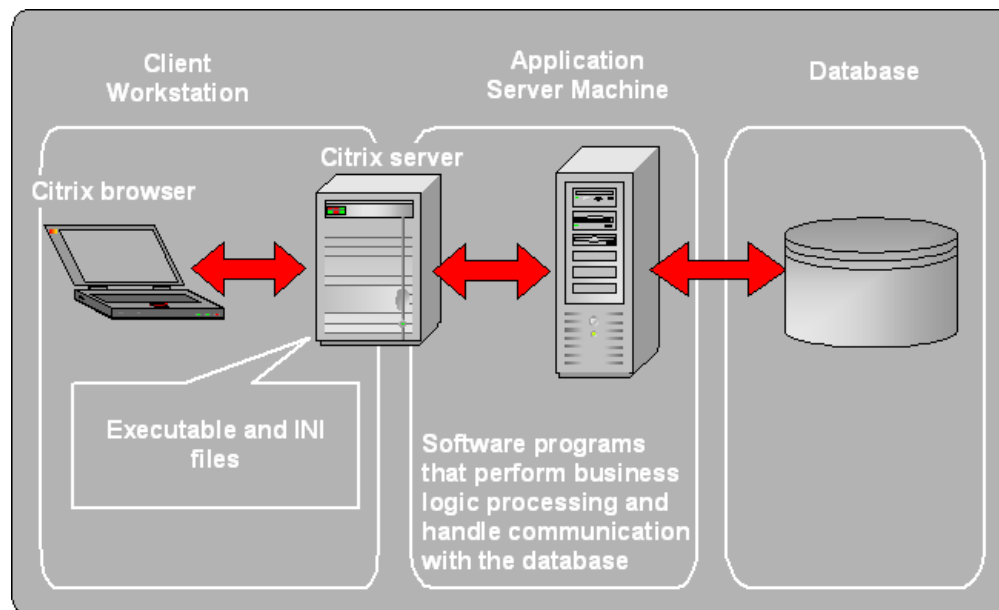 Client
Workstation
Application
Server Machine
Database
Citrix server
Citrix browser
Executable and INI
files
Software programs
that perform business
logic processing and
handle communication
with the database